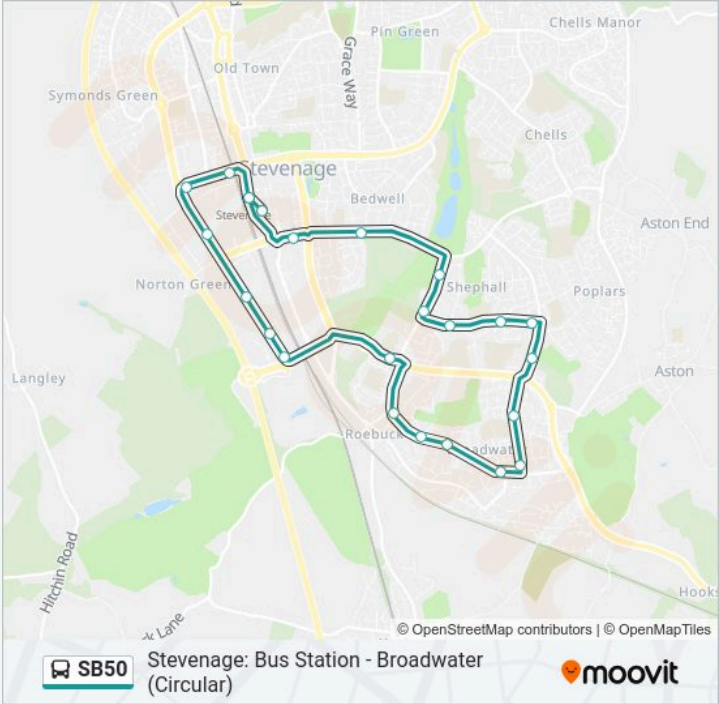 Chells Manor
Pin Green
Grace Way
Old Town
Symonds Green
Chells
Stevenage
Bedwell
Aston End
Norton Green
Shephall
Poplars
Aston
Langley
Roebuck
Hitchin Road
Hooks
k Lane
© OpenStreetMap contributors | © OpenMapTiles
SB50
Stevenage: Bus Station - Broadwater
(Circular)
moovit